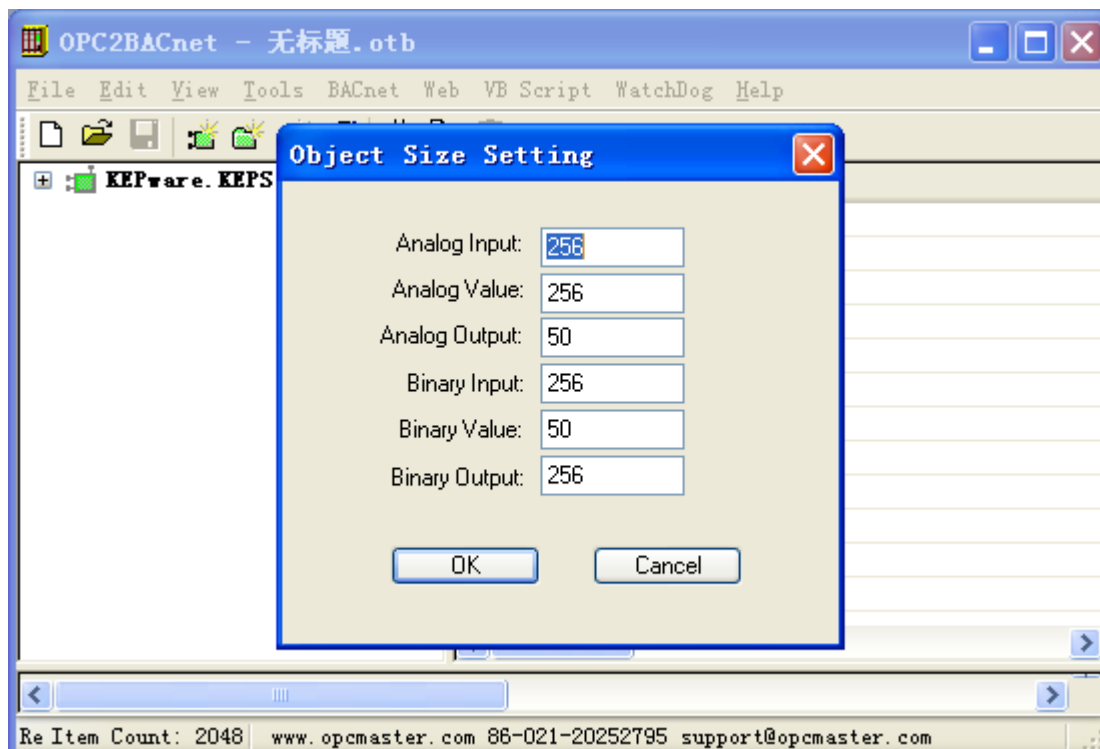 OPC2BACnet - 无标题.otb
File Edit View Tools BACnet Web VB Script WatchDog Help
Object Size Setting
KEPware.KEPS
Analog Input: 256
Analog Value: 256
Analog Output: 50
Binary Input: 256
Binary Value: 50
Binary Output: 256
OK Cancel
Re Item Count: 2048 www.opcmaster.com 86-021-20252795 support@opcmaster.com